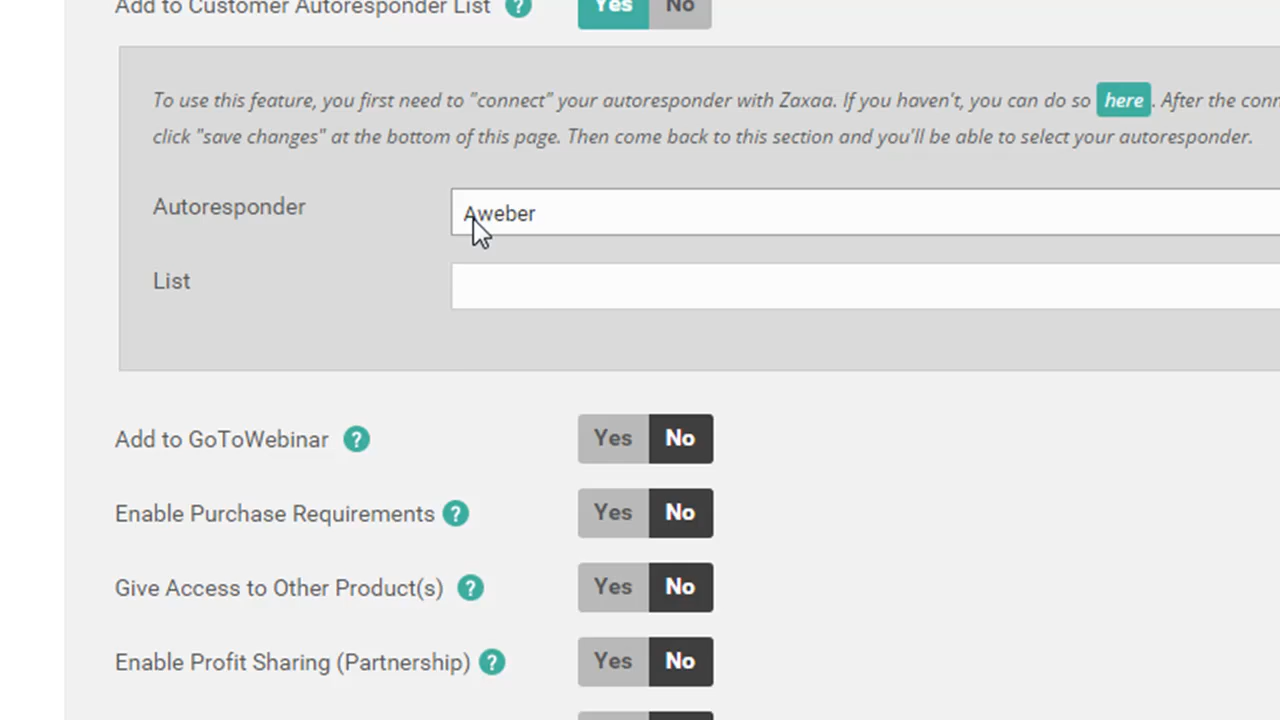 Add to Customer Autoresponder List ? Yes No
To use this feature, you first need to "connect" your autoresponder with Zaxaa. If you haven't, you can do so here . After the
click "save changes" at the bottom of this page. Then come back to this section and you'll be able to select your autoresponder.
Autoresponder Aweber
List
Add to GoToWebinar ? Yes No
Enable Purchase Requirements ? Yes No
Give Access to Other Product(s) ? Yes No
Enable Profit Sharing (Partnership) ? Yes No